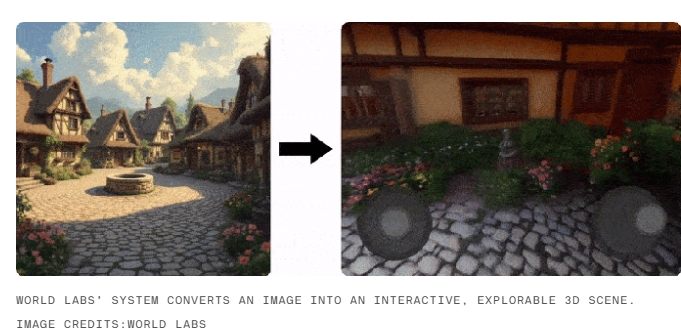 WORLD LABS' SYSTEM CONVERTS AN IMAGE INTO AN INTERACTIVE, EXPLORABLE 3D SCENE.
IMAGE CREDITS:WORLD LABS